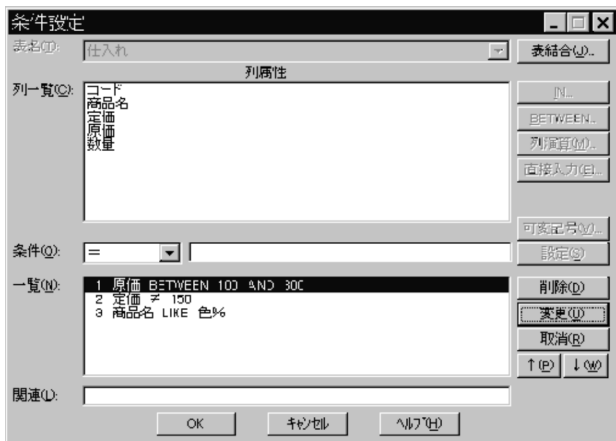 条件設定
表名(T): 仕入れ 表結合(J)..
列属性
列一覧(C):
コード
商品名
定価
原価
数量
IN..
BETWEEN..
列演算(M)..
直接入力(E)..
可変記号(V)..
条件(O): = 設定(S)
一覧(N):
1 原価 BETWEEN 100 AND 300
2 定価 ≠ 150
3 商品名 LIKE 色%
削除(D)
変更(U)
取消(R)
↑(P) ↓(W)
関連(L):
OK キャンセル ヘルプ(H)